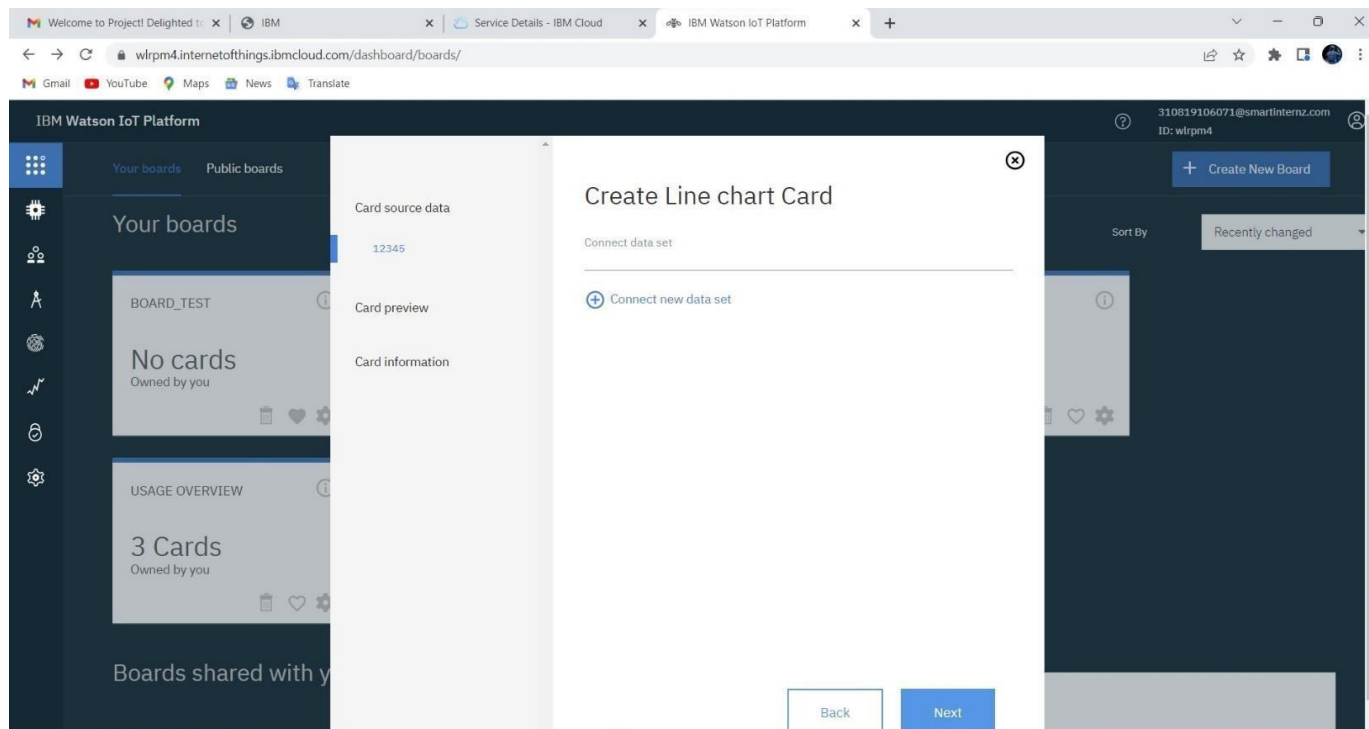 Welcome to Project! Delighted to
IBM
Service Details - IBM Cloud
IBM Watson IoT Platform
wlrpm4.internetofthings.ibmcloud.com/dashboard/boards/
Gmail
YouTube
Maps
News
Translate
IBM Watson IoT Platform
310819106071@smartinternz.com
ID: wlrpm4
Your boards
Public boards
+ Create New Board
Your boards
Sort By
Recently changed
BOARD_TEST
No cards
Owned by you
USAGE OVERVIEW
3 Cards
Owned by you
Boards shared with y
Card source data
12345
Card preview
Card information
Create Line chart Card
Connect data set
Connect new data set
Back
Next